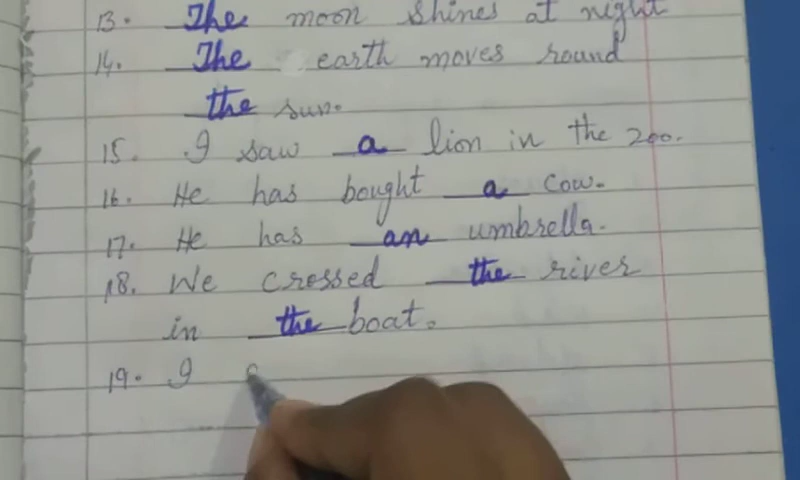 13. The moon shines at night
14. The earth moves round
the sun.
15. I saw a lion in the zoo.
16. He has bought a cow.
17. He has an umbrella.
18. We crossed the river
in the boat.
19. I